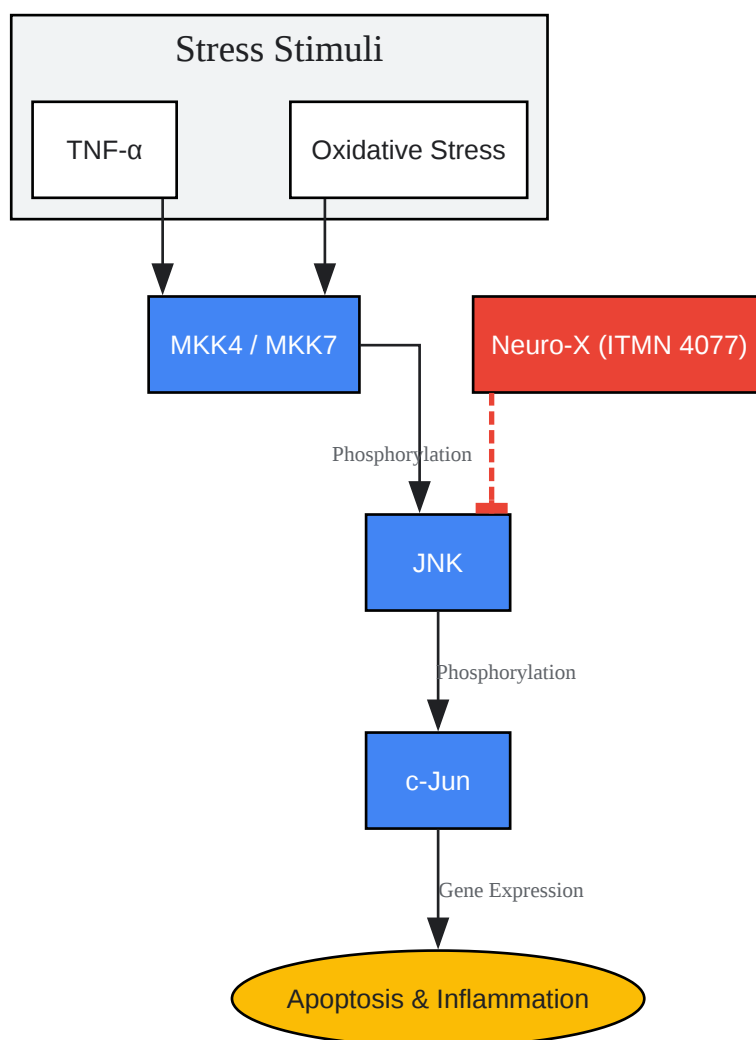 Stress Stimuli
TNF-α
Oxidative Stress
MKK4 / MKK7
Neuro-X (ITMN 4077)
Phosphorylation
JNK
Phosphorylation
c-Jun
Gene Expression
Apoptosis & Inflammation